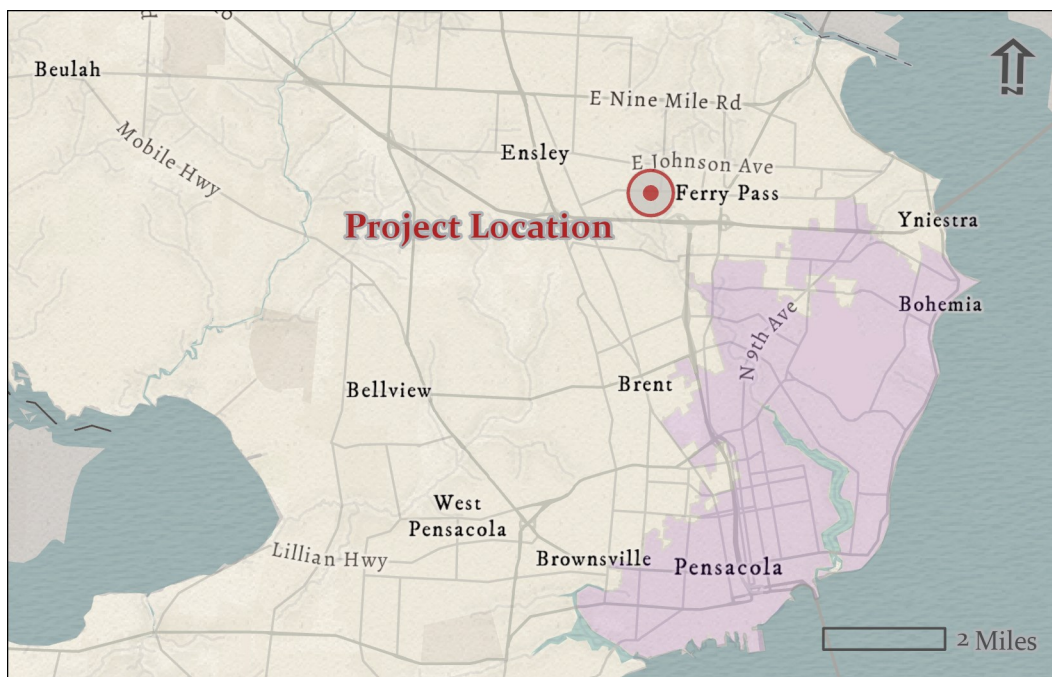 Beulah
E Nine Mile Rd
Mobile Hwy
Ensley
E Johnson Ave
Ferry Pass
Project Location
Yniestra
Bohemia
N 9th Ave
Brent
Bellview
West
Pensacola
Lillian Hwy
Brownsville
Pensacola
2 Miles
N